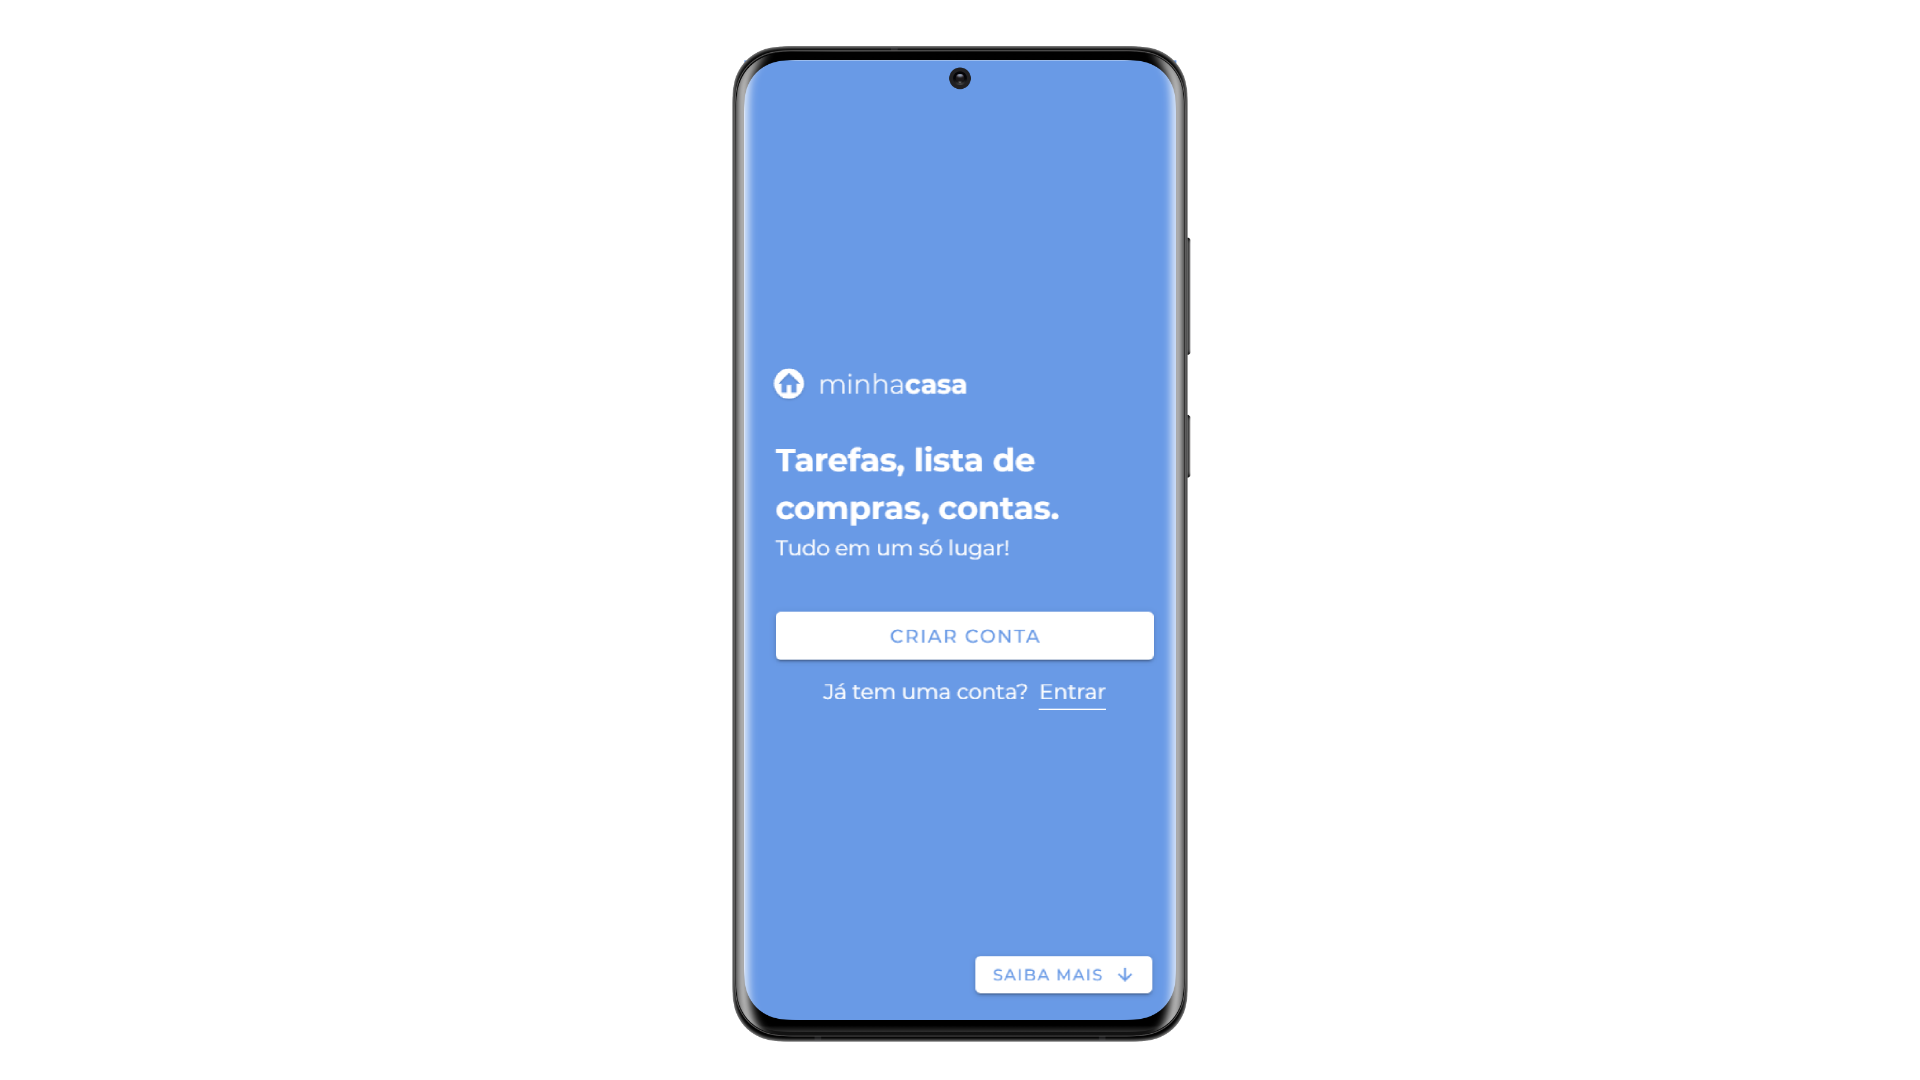 minhacasa
Tarefas, lista de
compras, contas.
Tudo em um só lugar!
CRIAR CONTA
Já tem uma conta? Entrar
SAIBA MAIS